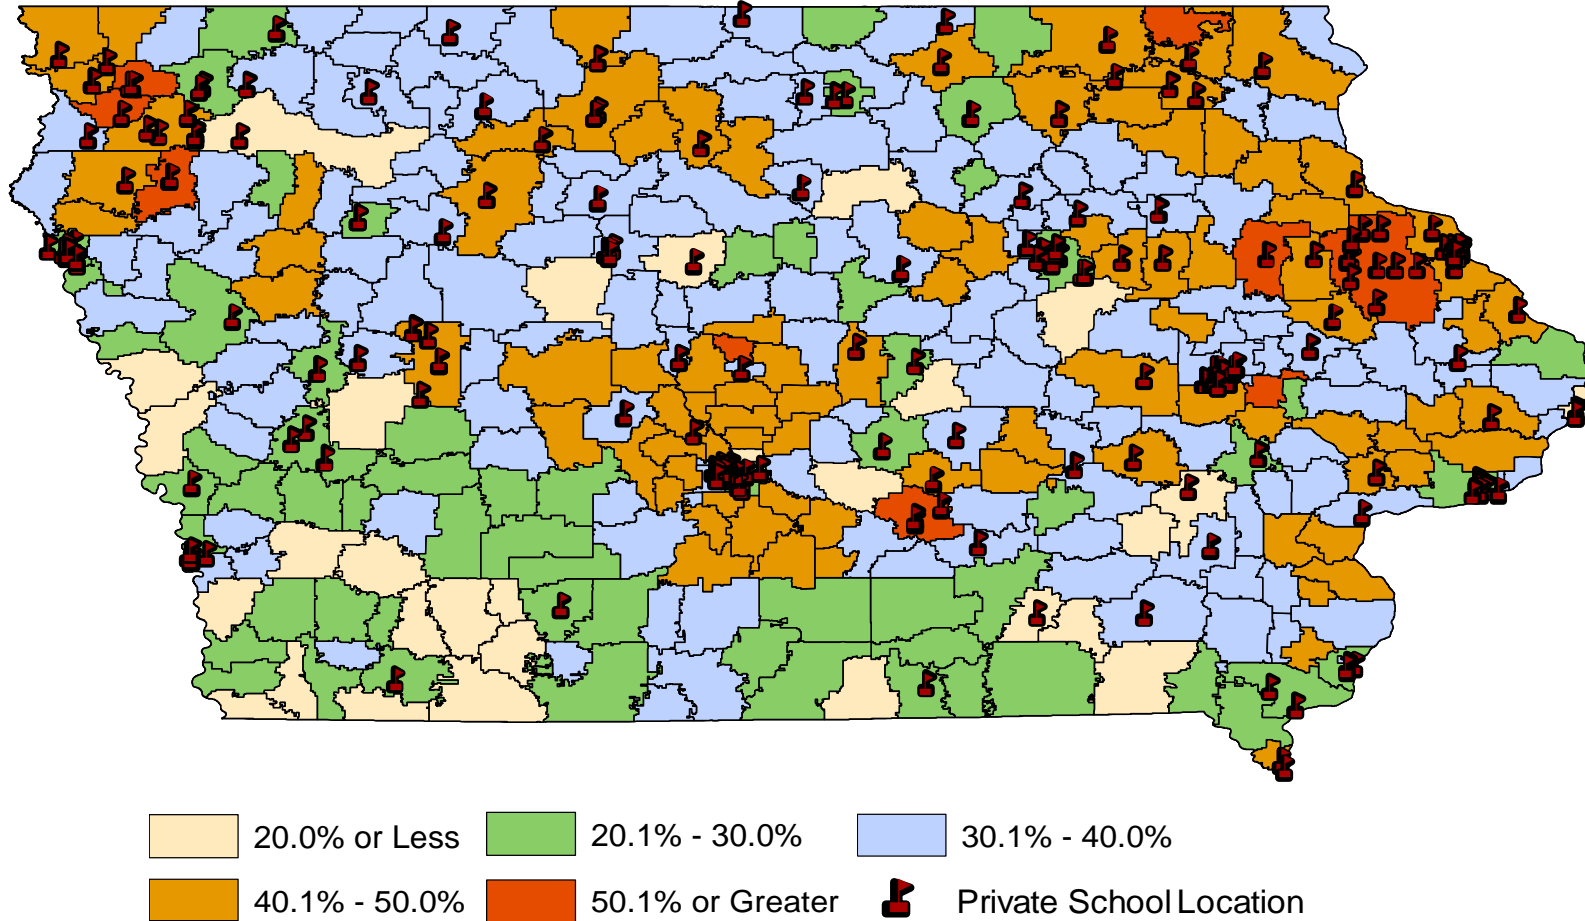 20.0% or Less 20.1% - 30.0% 30.1% - 40.0%
40.1% - 50.0% 50.1% or Greater Private School Location